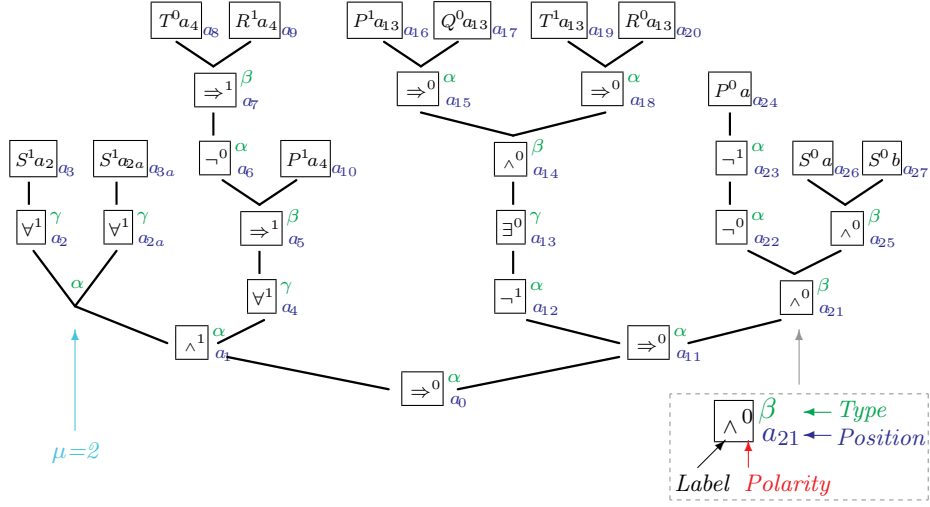 T⁰a₄ a₈ R¹a₄ a₉ P¹a₁₃ a₁₆ Q⁰a₁₃ a₁₇ T¹a₁₃ a₁₉ R⁰a₁₃ a₂₀
⇒¹ β a₇ ⇒⁰ α a₁₅ ⇒⁰ α a₁₈ P⁰a a₂₄
S¹a₂ a₃ S¹a₂ₐ a₃ₐ ¬⁰ α a₆ P¹a₄ a₁₀ ∧⁰ β a₁₄ ¬¹ α a₂₃ S⁰a a₂₆ S⁰b a₂₇
∀¹ γ a₂ ∀¹ γ a₂ₐ ⇒¹ β a₅ ∃⁰ γ a₁₃ ¬⁰ α a₂₂ ∧⁰ β a₂₅
α ∀¹ γ a₄ ¬¹ α a₁₂ ∧⁰ β a₂₁
∧¹ α a₁ ⇒⁰ α a₁₁
⇒⁰ α a₀
μ=2
∧⁰ β Type
a₂₁ Position
Label Polarity